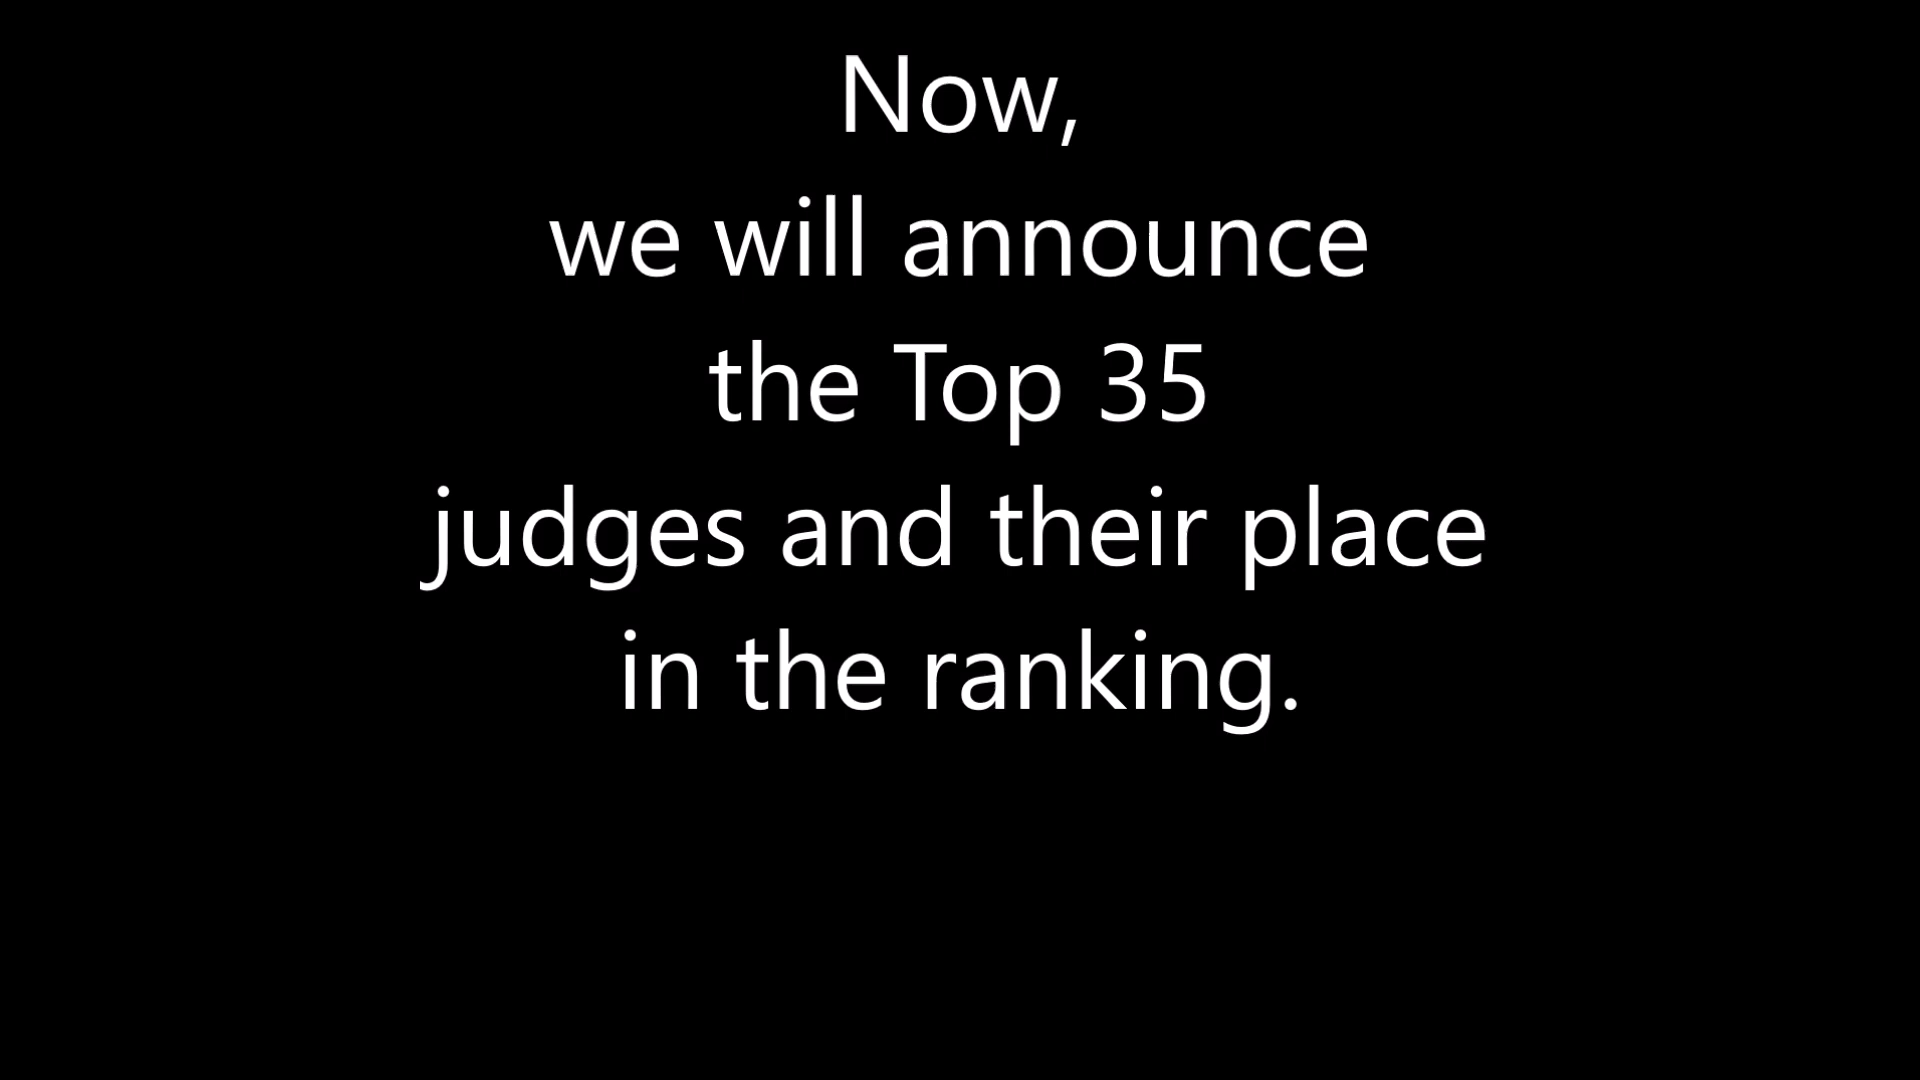 Now,
we will announce
the Top 35
judges and their place
in the ranking.